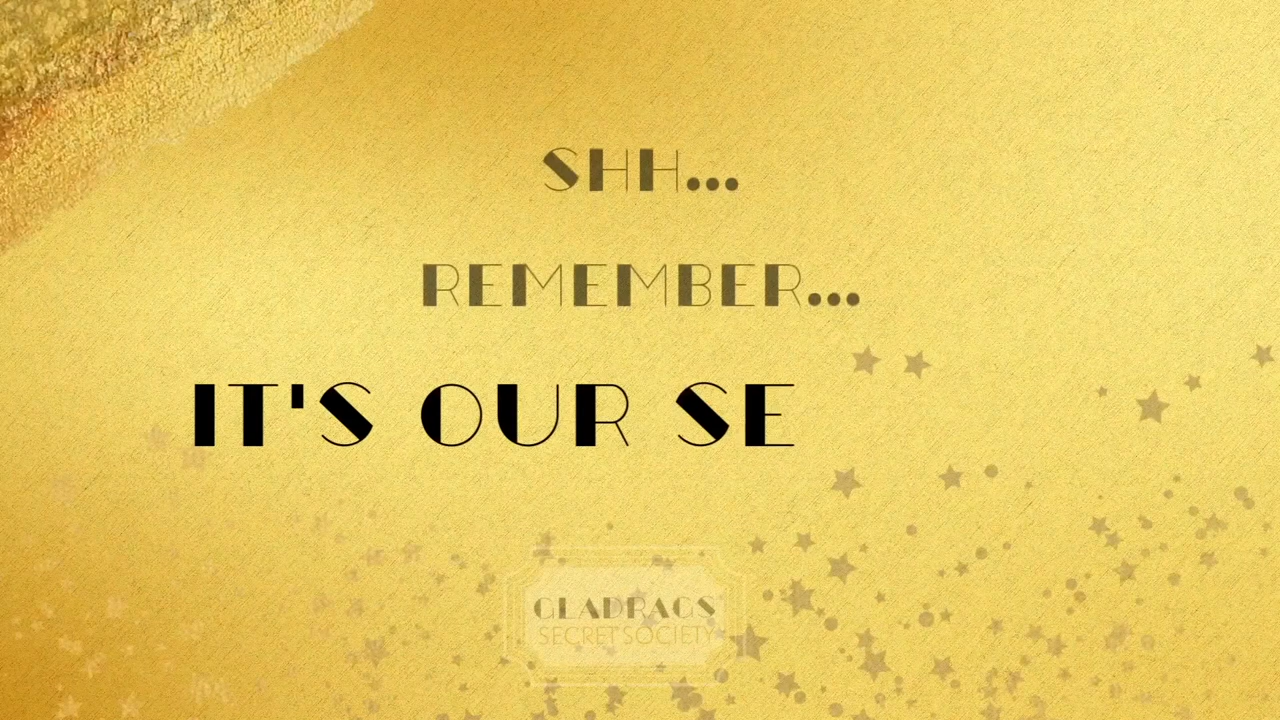 SHH...
REMEMBER...
IT'S OUR SE
GLADRAGS
SECRET SOCIETY